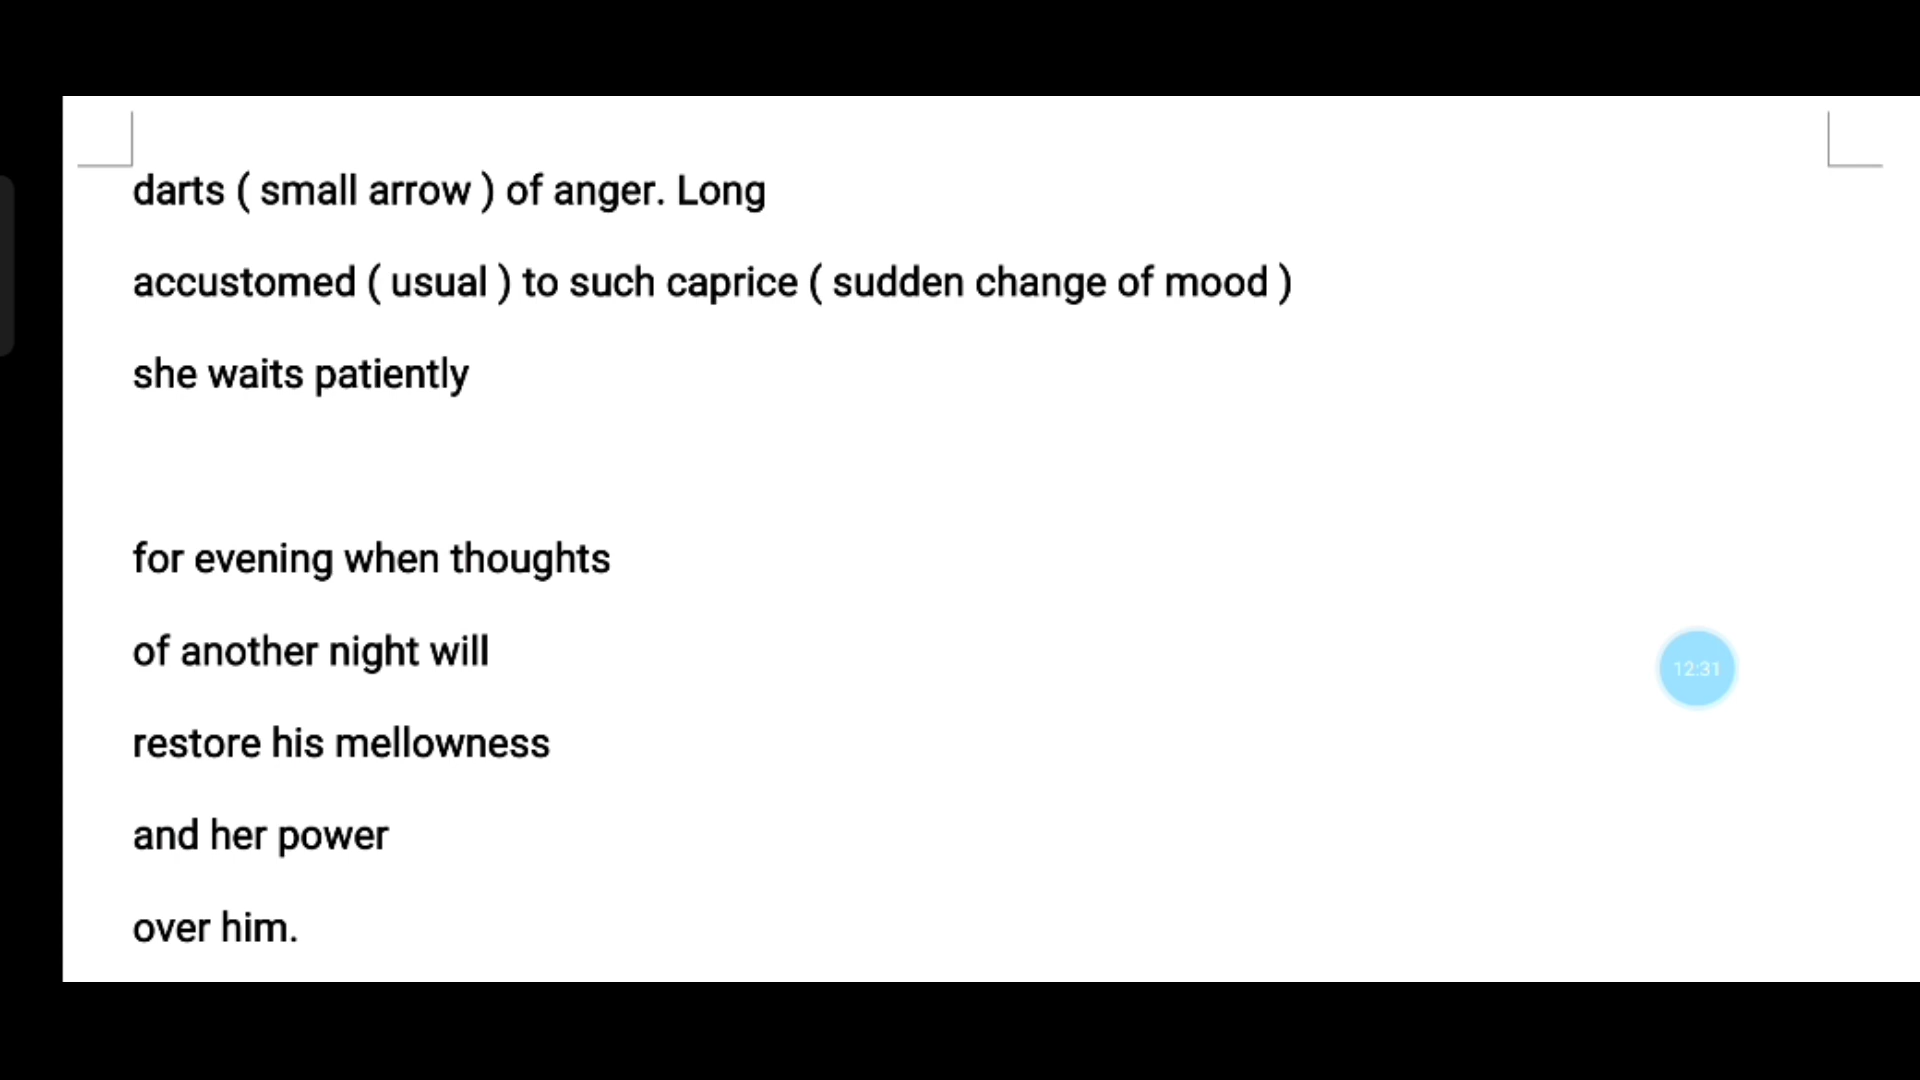 darts ( small arrow ) of anger. Long
accustomed ( usual ) to such caprice ( sudden change of mood )
she waits patiently
for evening when thoughts
of another night will
restore his mellowness
and her power
over him.
12:31